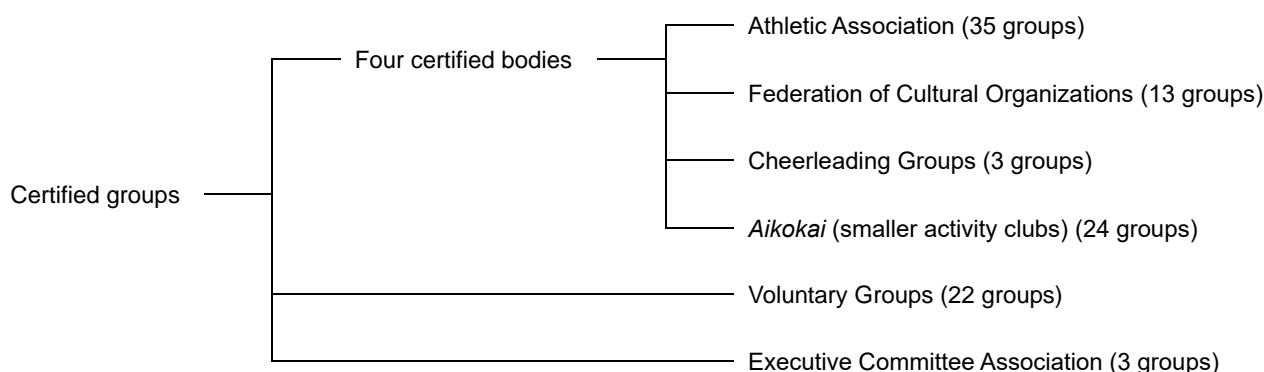 Athletic Association (35 groups)
Four certified bodies
Federation of Cultural Organizations (13 groups)
Cheerleading Groups (3 groups)
Certified groups
Aikokai (smaller activity clubs) (24 groups)
Voluntary Groups (22 groups)
Executive Committee Association (3 groups)